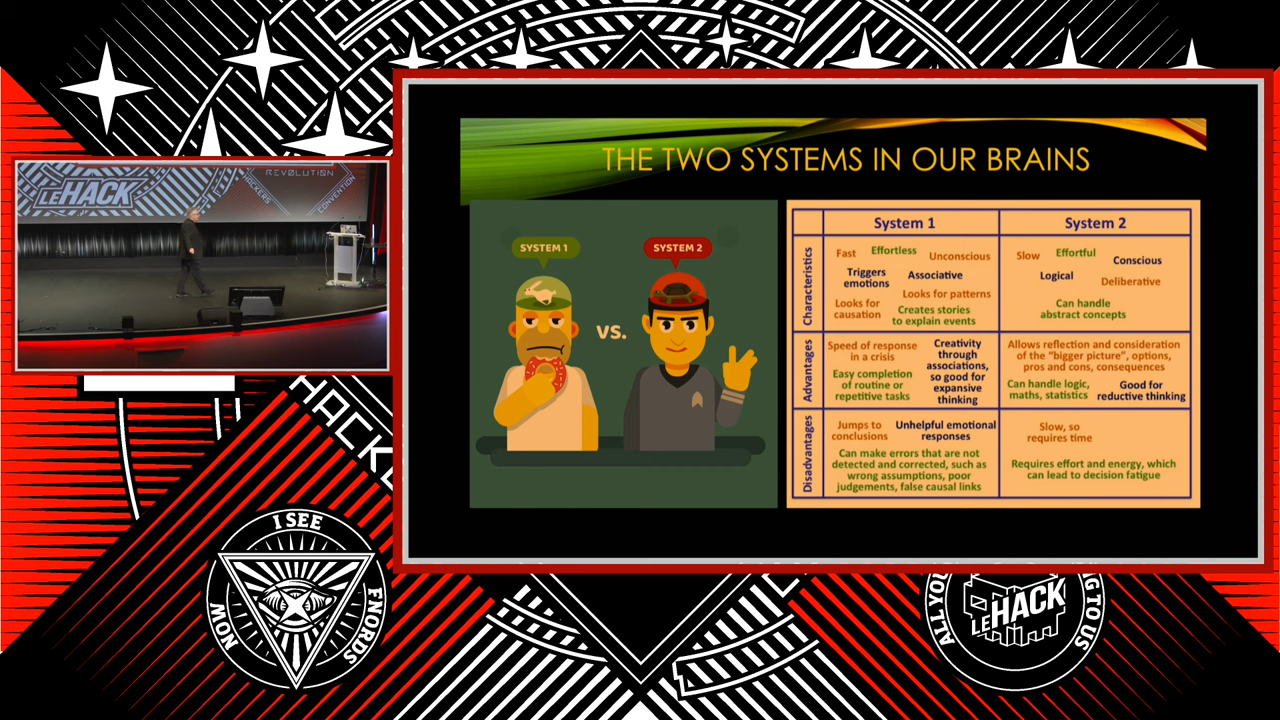 LEHACK
REVOLUTION
HACKERS
CONVENTION
THE TWO SYSTEMS IN OUR BRAINS
SYSTEM 1
SYSTEM 2
VS.
System 1
System 2
Characteristics
Fast
Effortless
Unconscious
Triggers
emotions
Associative
Looks for patterns
Looks for
causation
Creates stories
to explain events
Slow
Effortful
Conscious
Logical
Deliberative
Can handle
abstract concepts
Advantages
Speed of response
in a crisis
Easy completion
of routine or
repetitive tasks
Creativity
through
associations,
so good for
expansive
thinking
Allows reflection and consideration
of the "bigger picture", options,
pros and cons, consequences
Can handle logic,
maths, statistics
Good for
reductive thinking
Disadvantages
Jumps to
conclusions
Unhelpful emotional
responses
Can make errors that are not
detected and corrected, such as
wrong assumptions, poor
judgements, false causal links
Slow, so
requires time
Requires effort and energy, which
can lead to decision fatigue
I SEE
FNORDS
NOW
ALL YOU
LEHACK
NG TO US